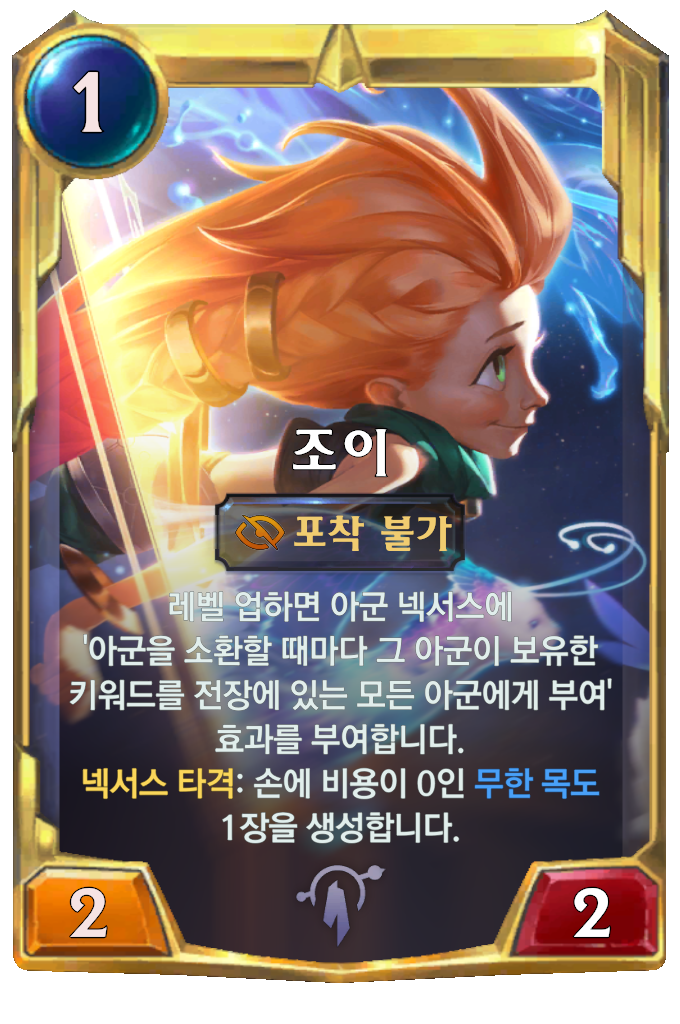 1
조이
포착 불가
레벨 업하면 아군 넥서스에
'아군을 소환할 때마다 그 아군이 보유한
키워드를 전장에 있는 모든 아군에게 부여'
효과를 부여합니다.
넥서스 타격: 손에 비용이 0인 무한 목도
1장을 생성합니다.
2
2